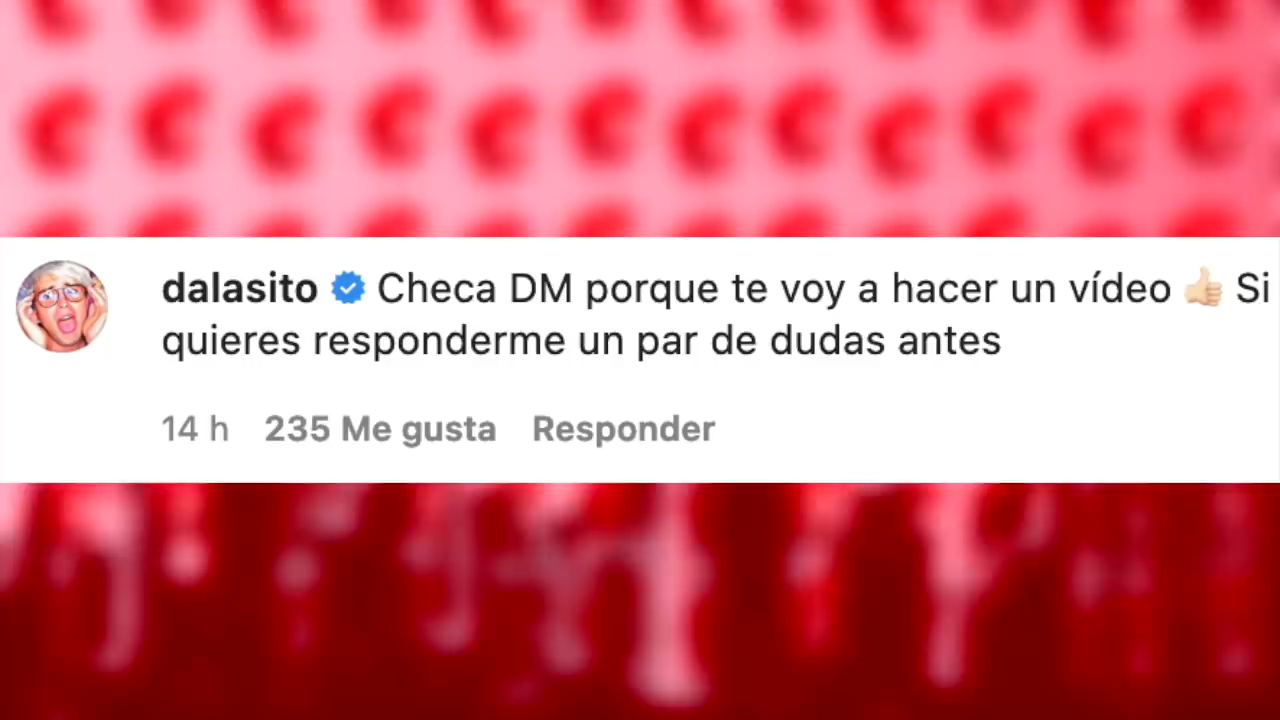 dalasito Checa DM porque te voy a hacer un vídeo 👍🏼 Si
quieres responderme un par de dudas antes
14 h 235 Me gusta Responder